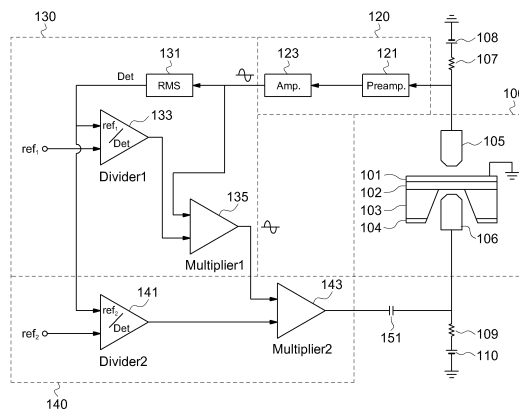 130
120
108
107
131
123
121
Det
RMS
Amp.
Preamp.
100
133
105
ref1
Det
ref1
101
102
Divider1
135
103
104
106
Multiplier1
141
143
ref2
Det
ref2
151
109
Divider2
Multiplier2
110
140